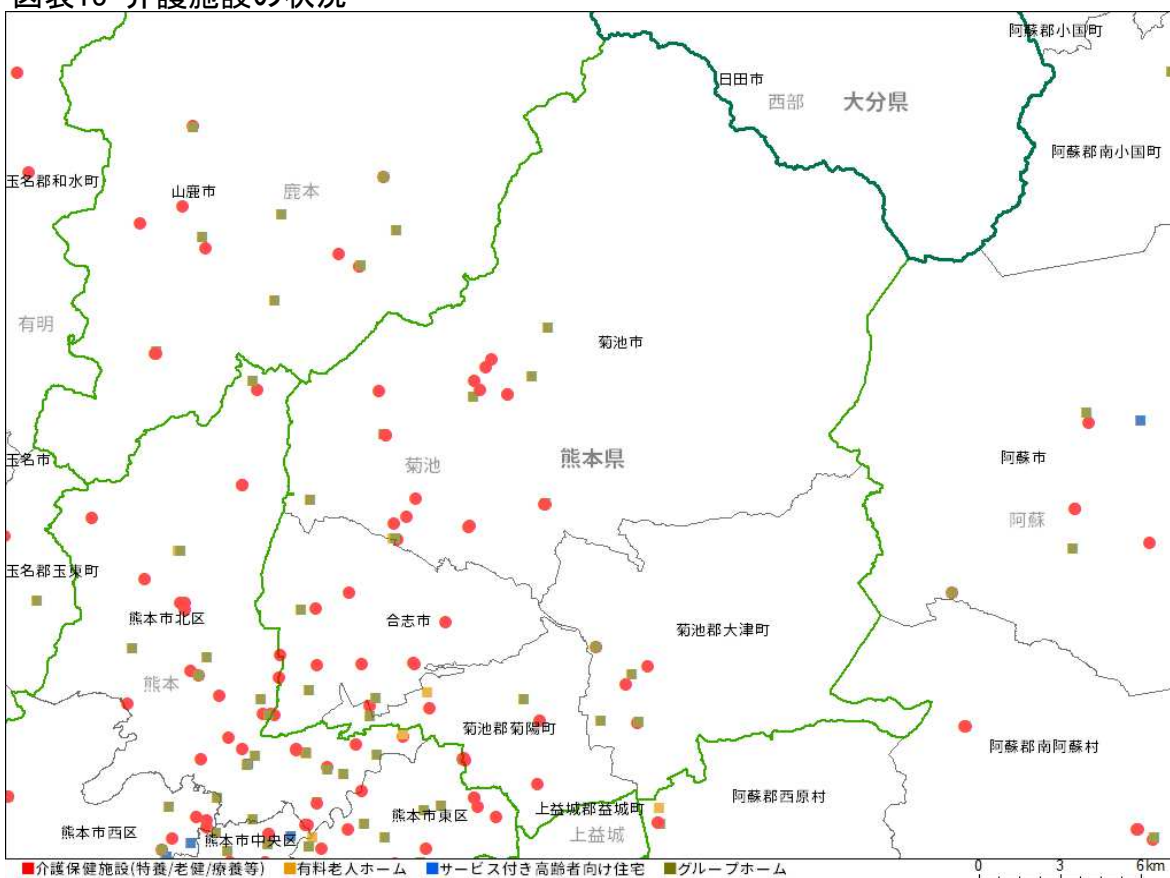 図表18 介護施設の状況
阿蘇郡小国町
日田市
西部
大分県
阿蘇郡南小国町
玉名郡和水町
山鹿市
鹿本
有明
菊池市
玉名市
菊池
熊本県
阿蘇市
阿蘇
玉名郡玉東町
熊本市北区
合志市
菊池郡大津町
熊本
菊池郡菊陽町
阿蘇郡南阿蘇村
阿蘇郡西原村
上益城郡益城町
熊本市東区
上益城
熊本市西区
熊本市中央区
介護保健施設(特養/老健/療養等) 有料老人ホーム サービス付き高齢者向け住宅 グループホーム
0 3 6km